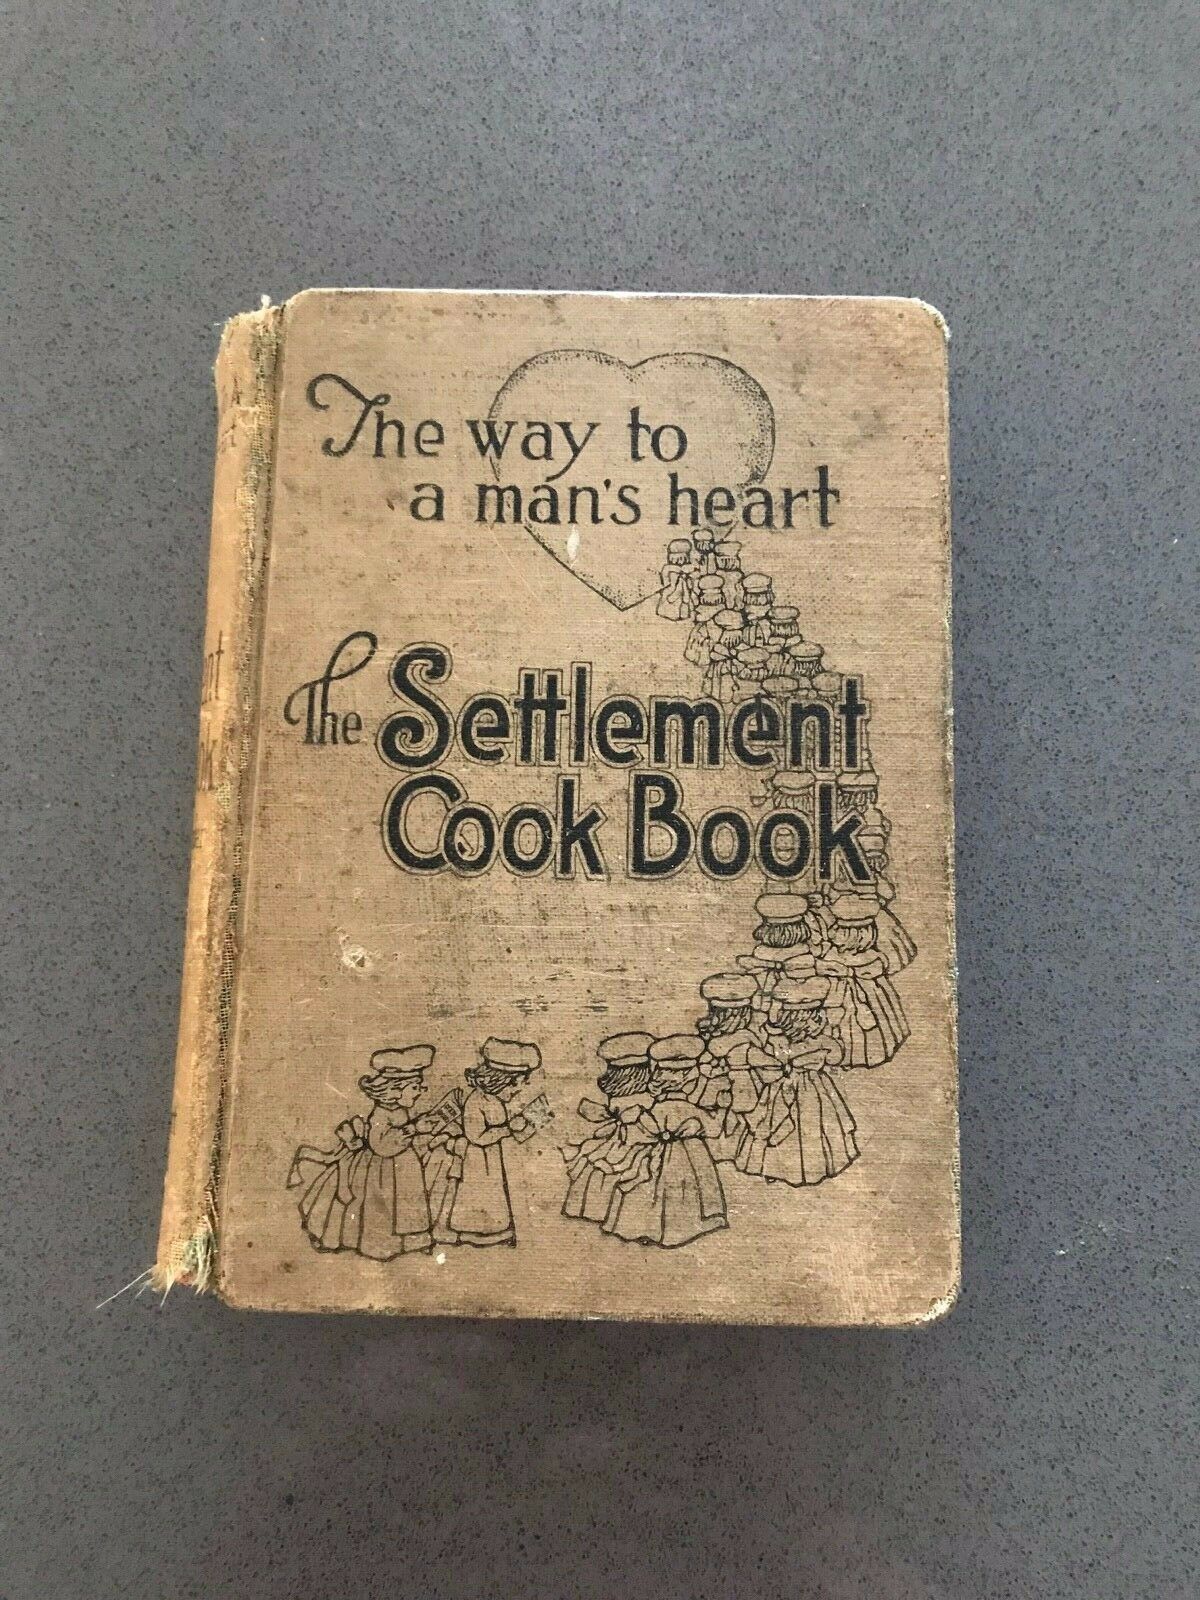 The way to
a man's heart
The Settlement
Cook Book